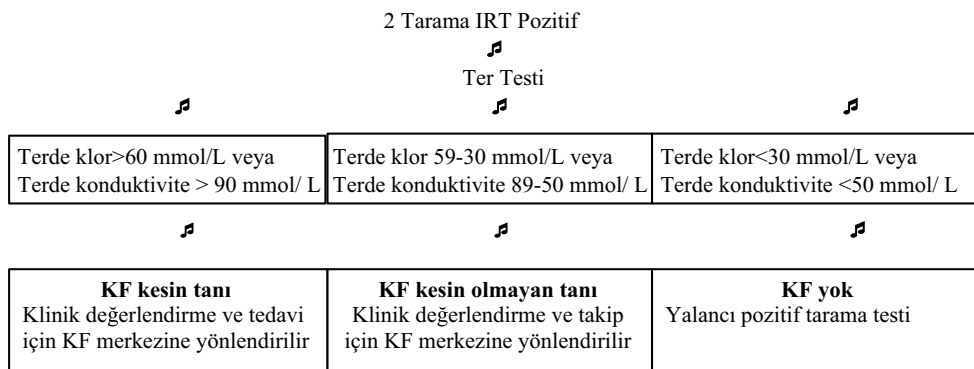 2 Tarama IRT Pozitif
♬
Ter Testi
♬ ♬ ♬
Terde klor>60 mmol/L veya
Terde konduktivite > 90 mmol/ L
Terde klor 59-30 mmol/L veya
Terde konduktivite 89-50 mmol/ L
Terde klor<30 mmol/L veya
Terde konduktivite <50 mmol/ L
♬ ♬ ♬
KF kesin tanı
Klinik değerlendirme ve tedavi
için KF merkezine yönlendirilir
KF kesin olmayan tanı
Klinik değerlendirme ve takip
için KF merkezine yönlendirilir
KF yok
Yalancı pozitif tarama testi